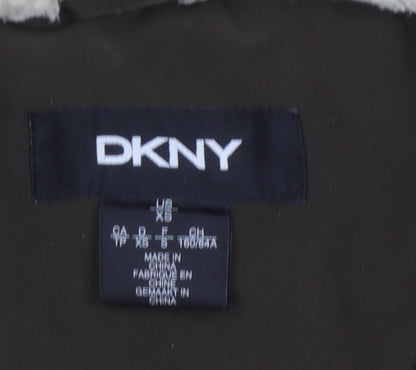 DKNY
US
XS
CA D F CH
TP XS S 160/84A
MADE IN
CHINA
FABRIQUE EN
CHINE
GEMAAKT IN
CHINA